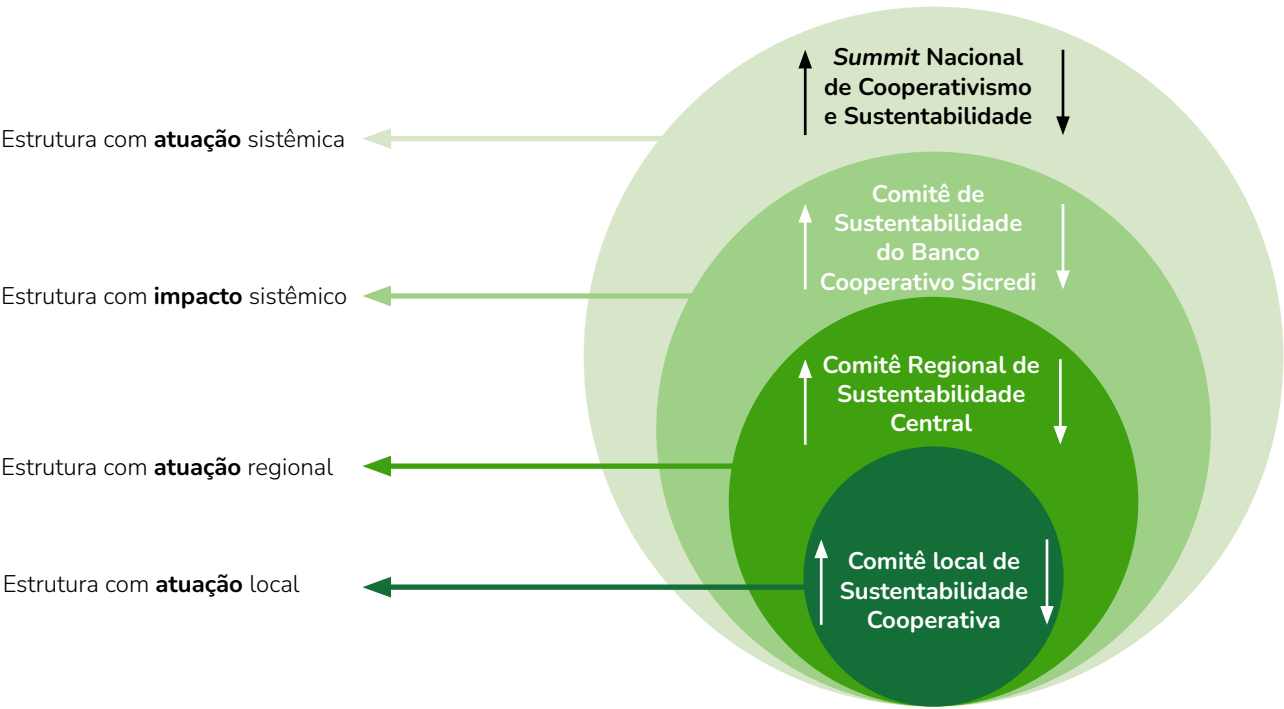 Summit Nacional
de Cooperativismo
e Sustentabilidade
Estrutura com atuação sistêmica
Comitê de
Sustentabilidade
do Banco
Cooperativo Sicredi
Estrutura com impacto sistêmico
Comitê Regional de
Sustentabilidade
Central
Estrutura com atuação regional
Comitê local de
Sustentabilidade
Cooperativa
Estrutura com atuação local